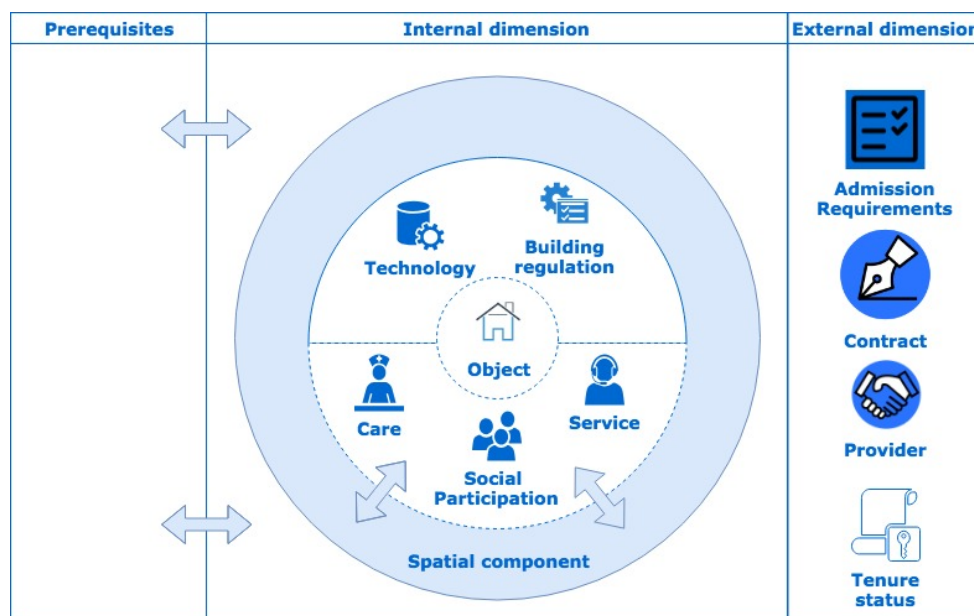 Prerequisites
Internal dimension
External dimension
Technology
Building
regulation
Object
Care
Service
Social
Participation
Spatial component
Admission
Requirements
Contract
Provider
Tenure
status